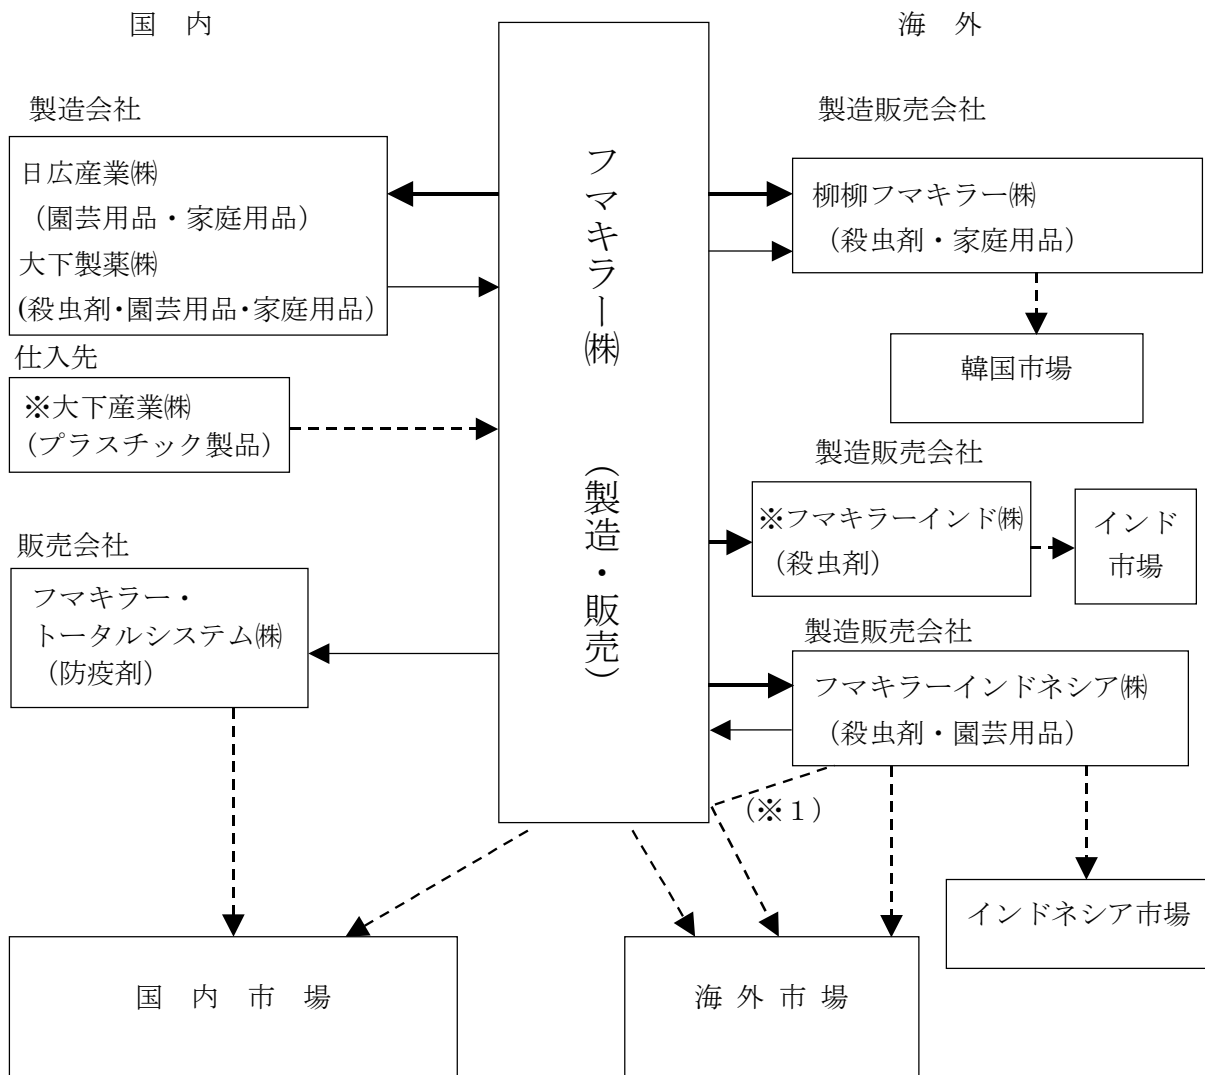 国 内
海 外
製造会社
日広産業㈱
(園芸用品・家庭用品)
大下製薬㈱
(殺虫剤・園芸用品・家庭用品)
仕入先
※大下産業㈱
(プラスチック製品)
販売会社
フマキラー・
トータルシステム㈱
(防疫剤)
フマキラー㈱ (製造・販売)
製造販売会社
柳柳フマキラー㈱
(殺虫剤・家庭用品)
韓国市場
製造販売会社
※フマキラーインド㈱
(殺虫剤)
インド
市場
製造販売会社
フマキラーインドネシア㈱
(殺虫剤・園芸用品)
(※1)
インドネシア市場
国 内 市 場
海 外 市 場